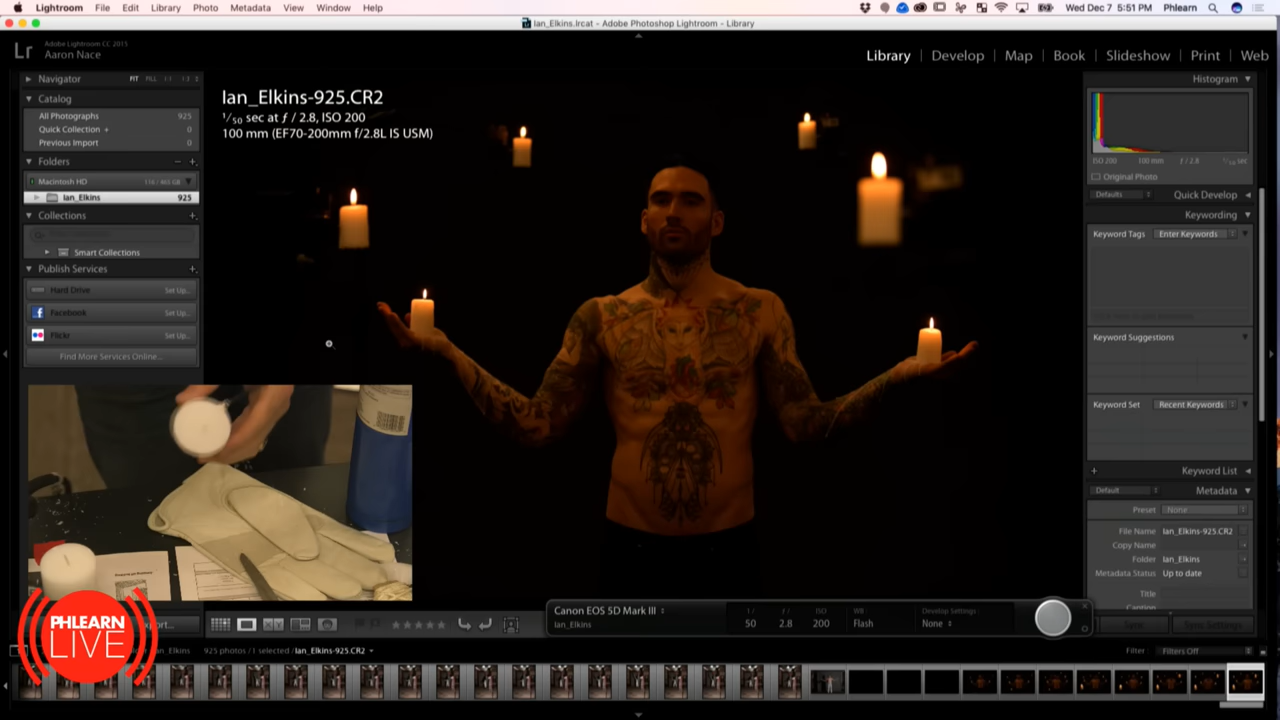 Lightroom File Edit Library Photo Metadata View Window Help
Wed Dec 7 5:51 PM Phlearn
Ian_Elkins.lrcat - Adobe Photoshop Lightroom - Library
Lr
Adobe Lightroom CC 2015
Aaron Nace
Library Develop Map Book Slideshow Print Web
Navigator FIT FILL 1:1
Catalog
All Photographs 925
Quick Collection + 0
Previous Import 0
Folders
Macintosh HD
Ian_Elkins 925
Collections
Smart Collections
Publish Services
Hard Drive Set Up...
Facebook Set Up...
Flickr Set Up...
Find More Services Online...
Ian_Elkins-925.CR2
1/50 sec at ƒ / 2.8, ISO 200
100 mm (EF70-200mm f/2.8L IS USM)
Histogram
ISO 200 100 mm ƒ / 2.8 1/50 sec
Original Photo
Defaults Quick Develop
Keywording
Keyword Tags Enter Keywords
Keyword Suggestions
Keyword Set Recent Keywords
Keyword List
Default Metadata
Preset None
File Name Ian_Elkins-925.CR2
Copy Name
Folder Ian_Elkins
Metadata Status Up to date
Title
Caption
Sync Sync Settings
PHLEARN
LIVE
Canon EOS 5D Mark III
Ian_Elkins
1/ ƒ/ ISO WB: Develop Settings:
50 2.8 200 Flash None
925 photos / 1 selected / Ian_Elkins-925.CR2
Filter : Filters Off